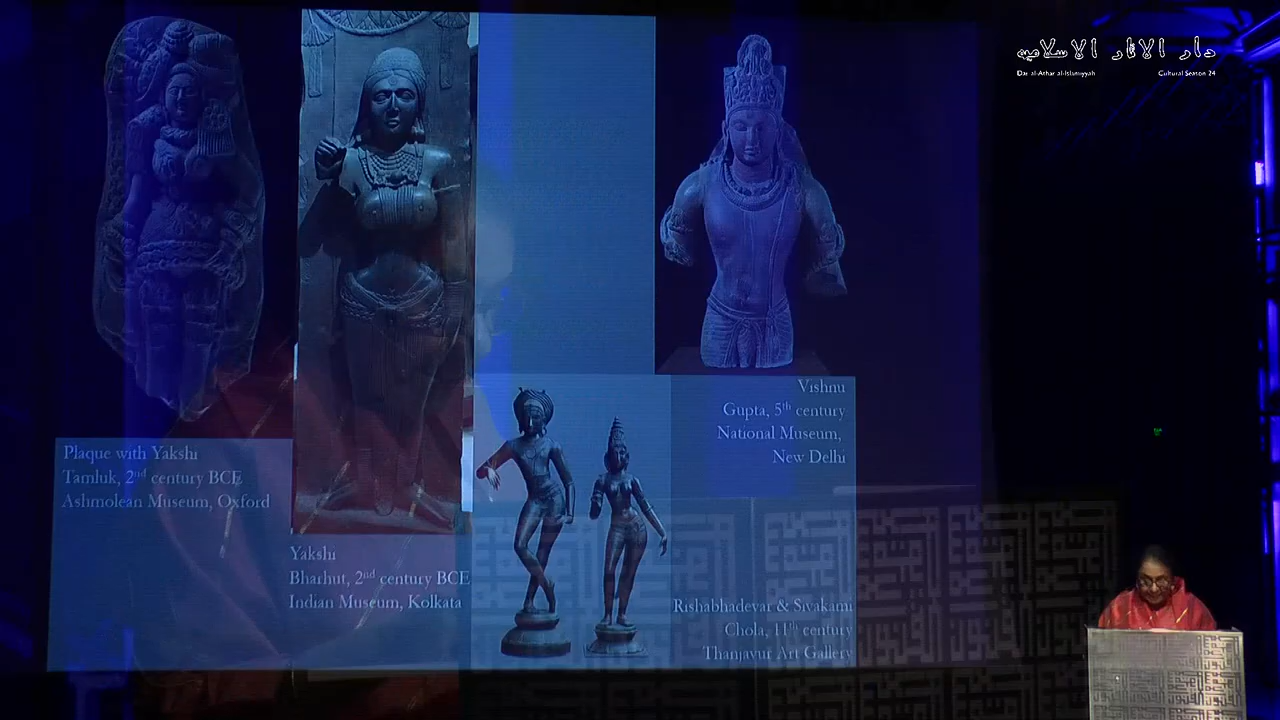 دار الآثار الاسلاميه
Dar al-Athar al-Islamiyyah
Cultural Season 24
Vishnu
Gupta, 5th century
National Museum,
New Delhi
Plaque with Yakshi
Tamluk, 2nd century BCE
Ashmolean Museum, Oxford
Yakshi
Bharhut, 2nd century BCE
Indian Museum, Kolkata
Rishabhadevar & Sivakami
Chola, 11th century
Thanjavut Art Gallery